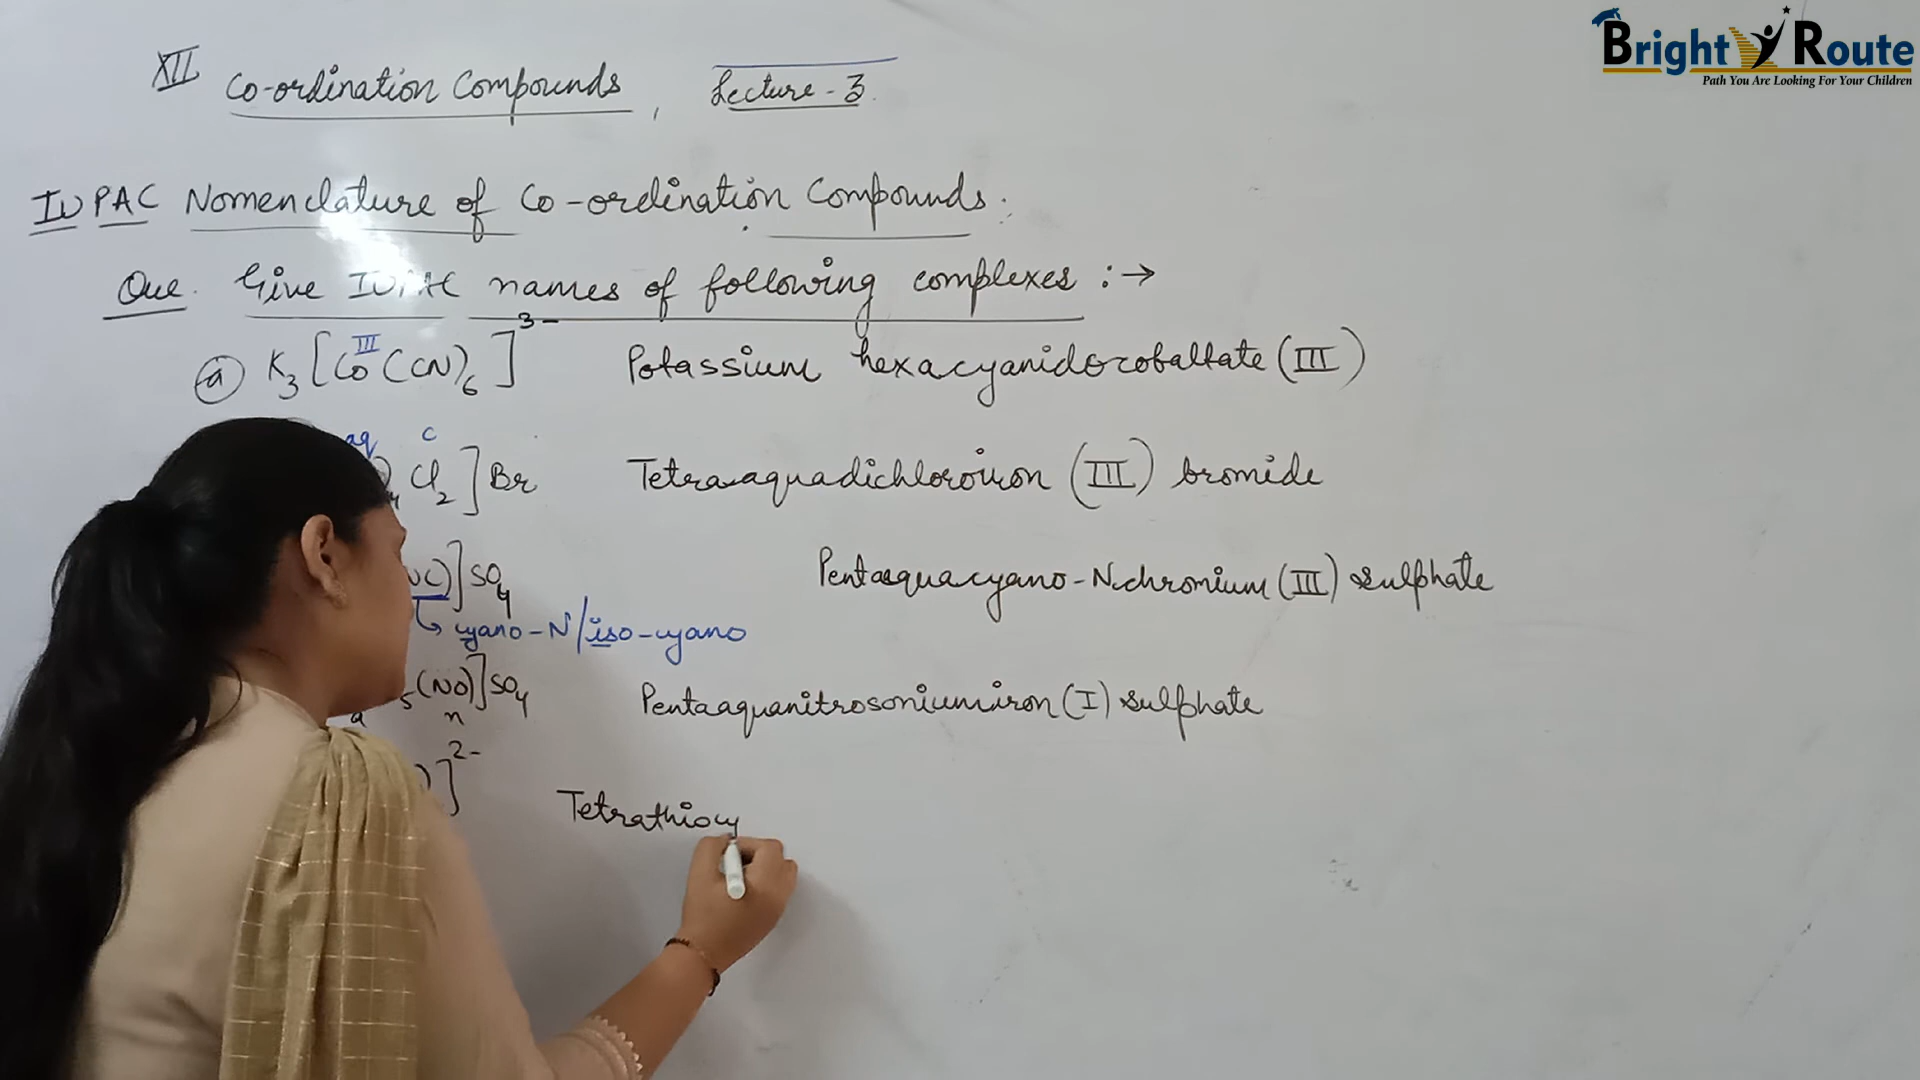 Bright Route
Path You Are Looking For Your Children
XII Co-ordination Compounds, Lecture - 3.
IUPAC Nomenclature of Co-ordination Compounds.
Que. Give IUPAC names of following complexes :→
(a) K3[Co^III(CN)6]^3- Potassium hexacyanidocobaltate (III)
aq c
Cl2]Br Tetraaquadichloroiron (III) bromide
NC)]SO4 Pentaaquacyano-N-chromium (III) sulphate
↳ cyano-N/iso-cyano
5(NO)]SO4 Pentaaquanitrosoniumiron (I) sulphate
n
)]^2- Tetrathiocy